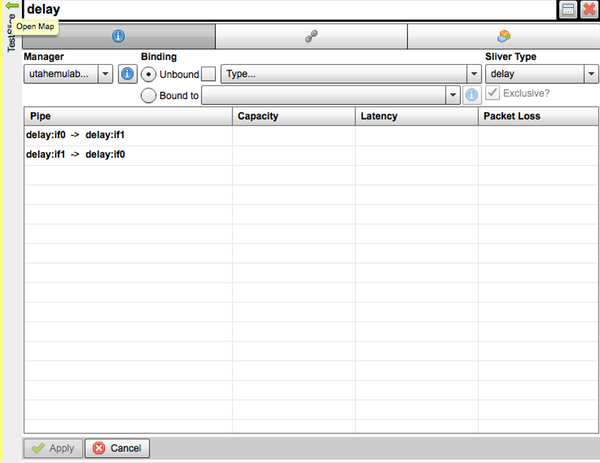 delay
Open Map
TestSlice
Manager Binding Sliver Type
utahemulab... Unbound Type... delay
Bound to Exclusive?
Pipe Capacity Latency Packet Loss
delay:if0 -> delay:if1
delay:if1 -> delay:if0
Apply Cancel